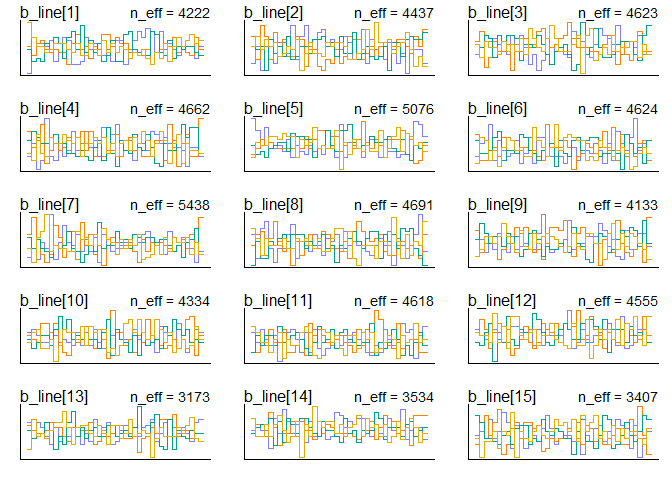 b_line[1] n_eff = 4222 b_line[2] n_eff = 4437 b_line[3] n_eff = 4623
b_line[4] n_eff = 4662 b_line[5] n_eff = 5076 b_line[6] n_eff = 4624
b_line[7] n_eff = 5438 b_line[8] n_eff = 4691 b_line[9] n_eff = 4133
b_line[10] n_eff = 4334 b_line[11] n_eff = 4618 b_line[12] n_eff = 4555
b_line[13] n_eff = 3173 b_line[14] n_eff = 3534 b_line[15] n_eff = 3407